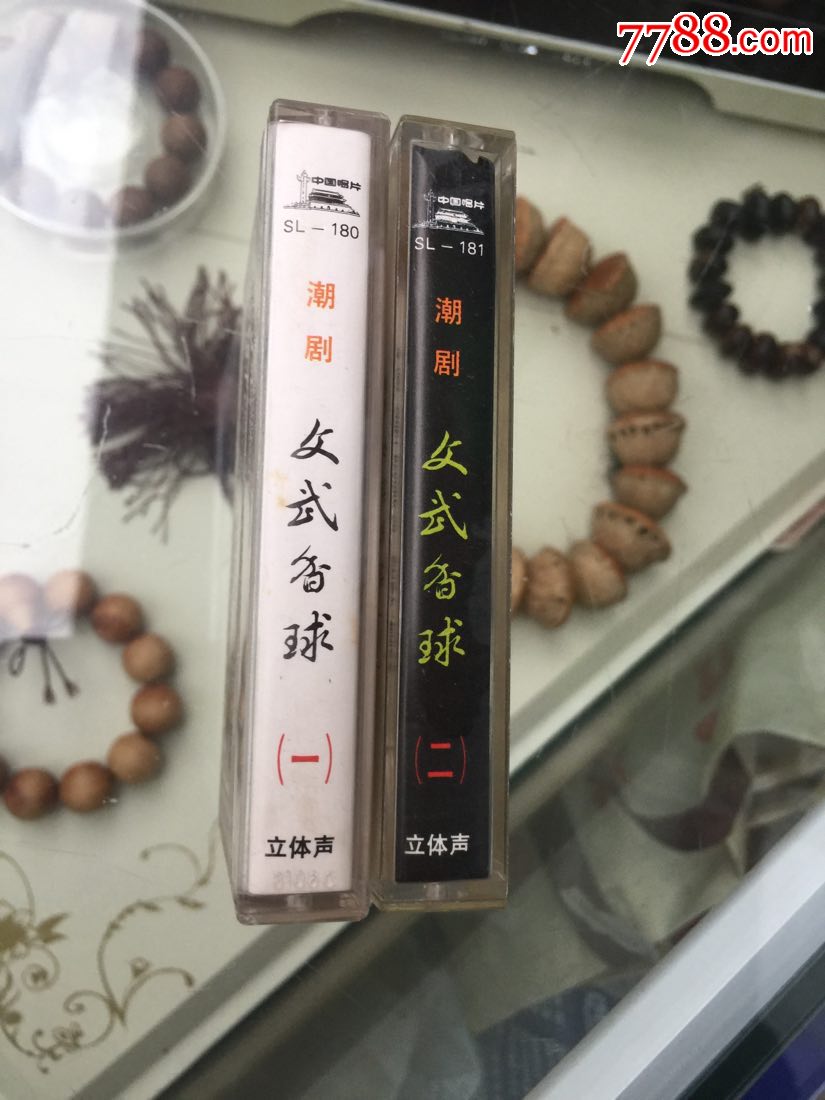 7788.com
中国唱片
SL－180
潮剧
文武香球
（一）
立体声
中国唱片
SL－181
潮剧
文武香球
（二）
立体声